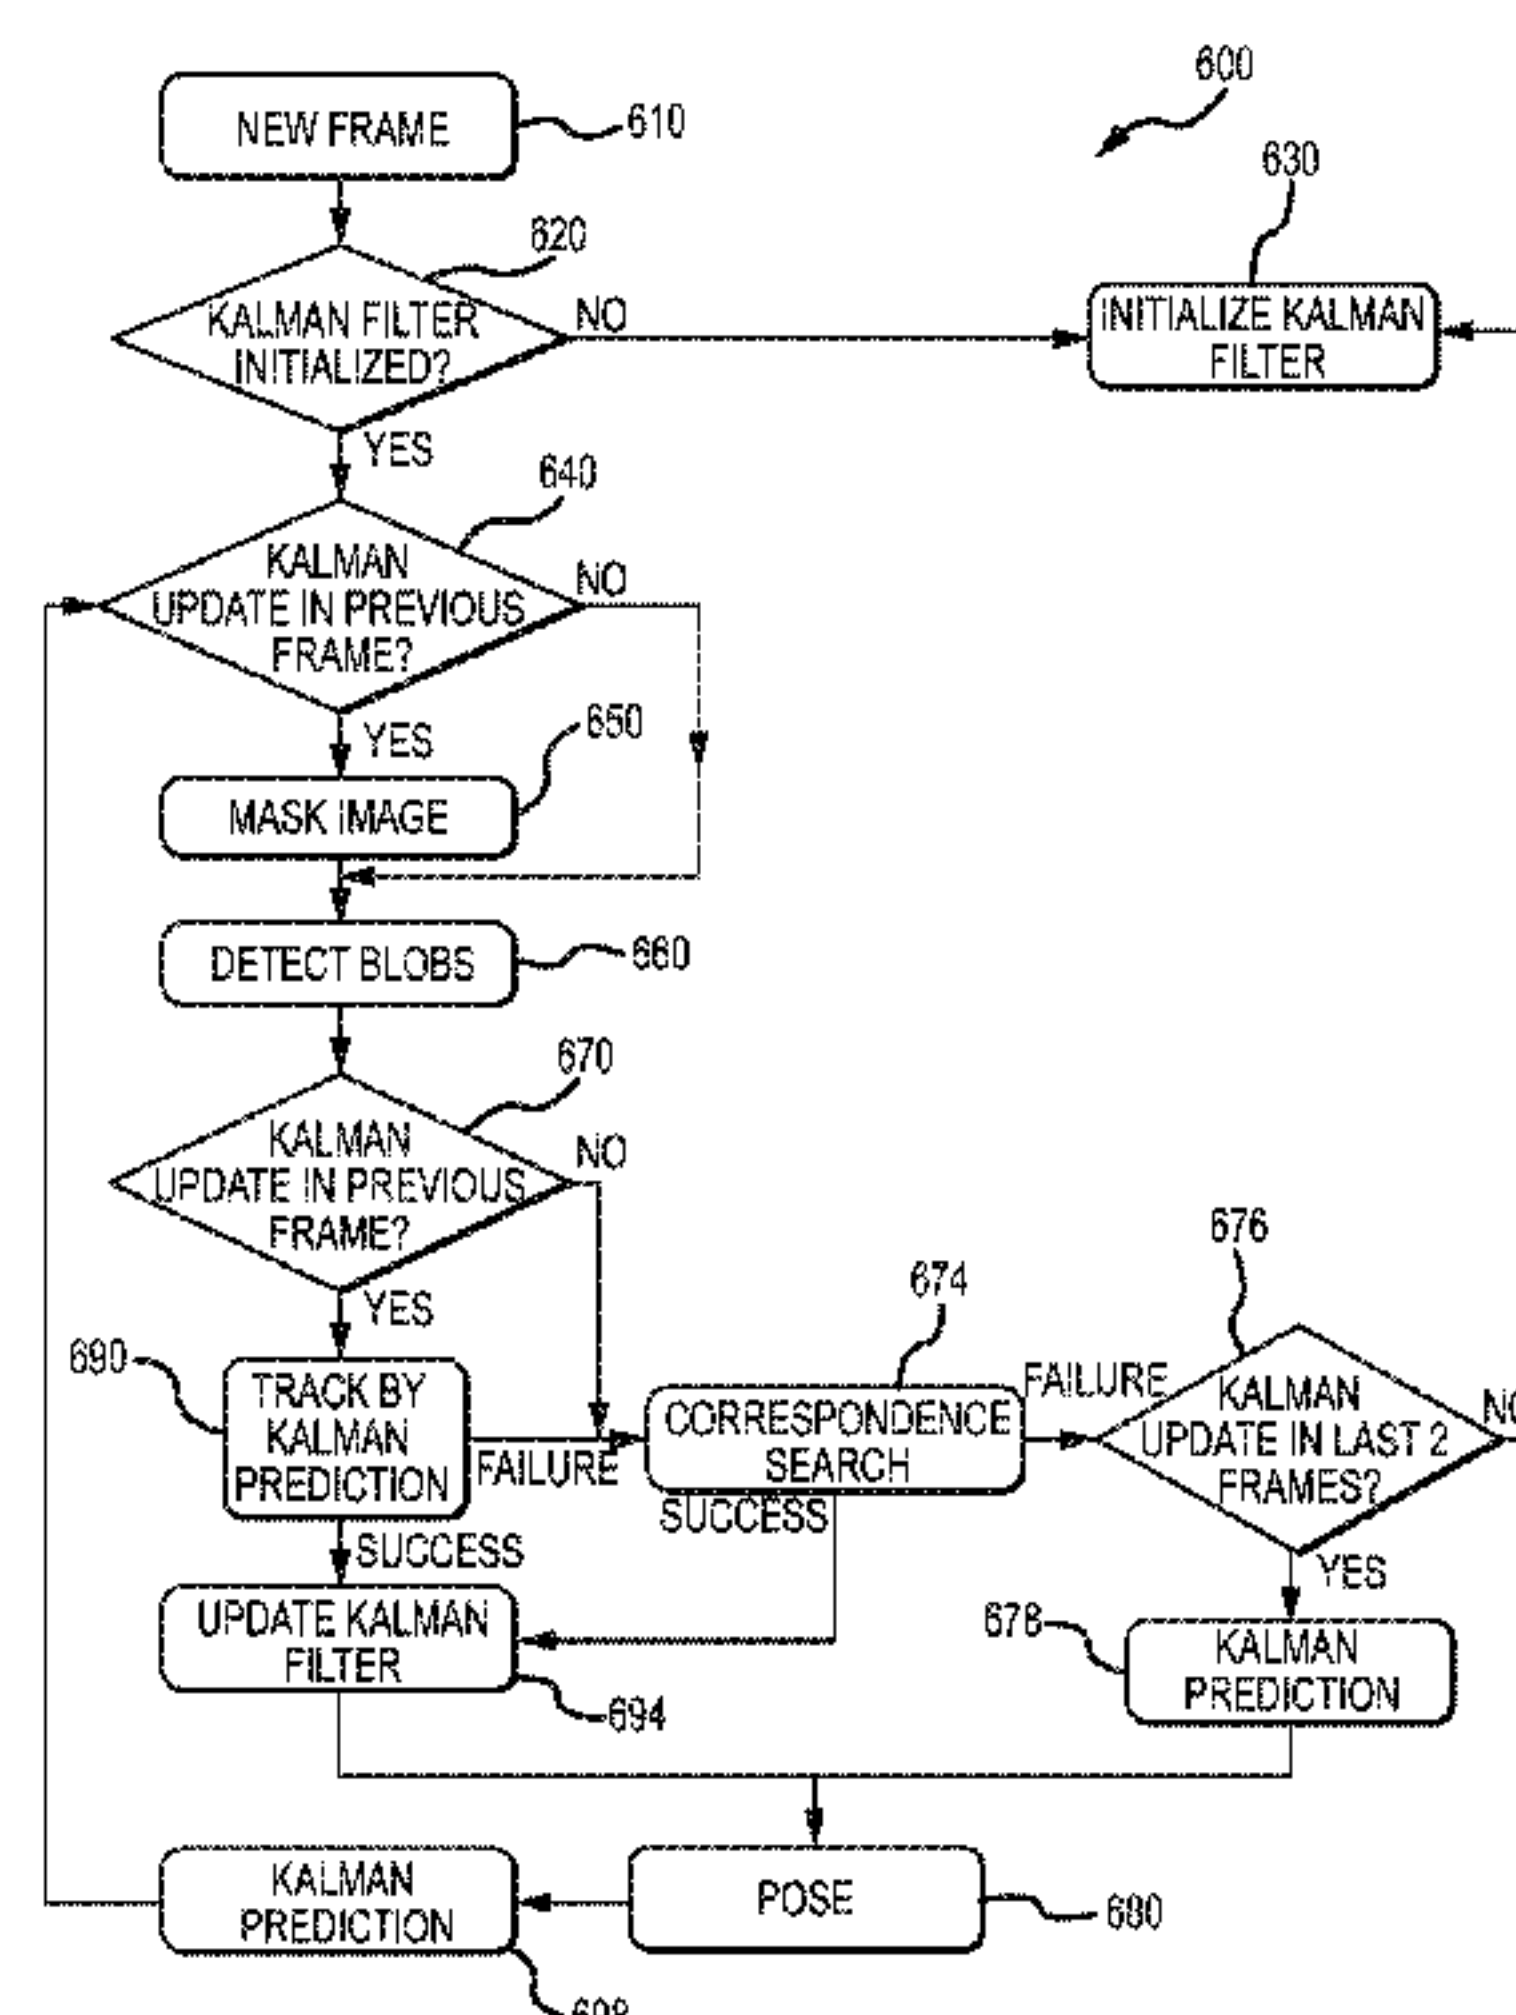 600
NEW FRAME
610
630
620
KALMAN FILTER
INITIALIZED?
NO
INITIALIZE KALMAN
FILTER
YES
640
KALMAN
UPDATE IN PREVIOUS
FRAME?
NO
YES
650
MASK IMAGE
DETECT BLOBS
660
670
KALMAN
UPDATE IN PREVIOUS
FRAME?
NO
YES
676
674
690
TRACK BY
KALMAN
PREDICTION
FAILURE
CORRESPONDENCE
SEARCH
FAILURE
KALMAN
UPDATE IN LAST 2
FRAMES?
NO
SUCCESS
SUCCESS
YES
UPDATE KALMAN
FILTER
694
678
KALMAN
PREDICTION
KALMAN
PREDICTION
POSE
680